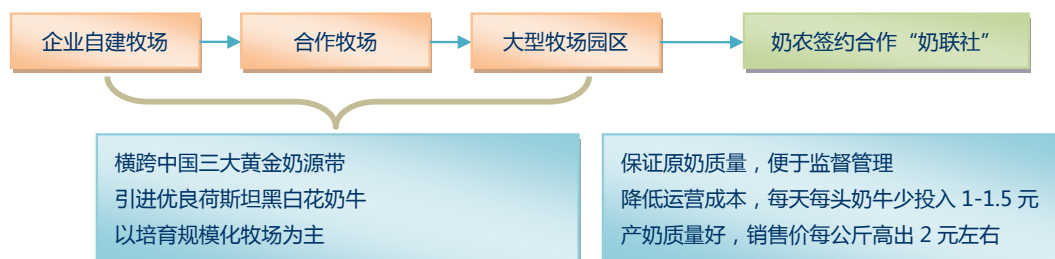 企业自建牧场
合作牧场
大型牧场园区
奶农签约合作“奶联社”
横跨中国三大黄金奶源带
引进优良荷斯坦黑白花奶牛
以培育规模化牧场为主
保证原奶质量，便于监督管理
降低运营成本，每天每头奶牛少投入 1-1.5 元
产奶质量好，销售价每公斤高出 2 元左右